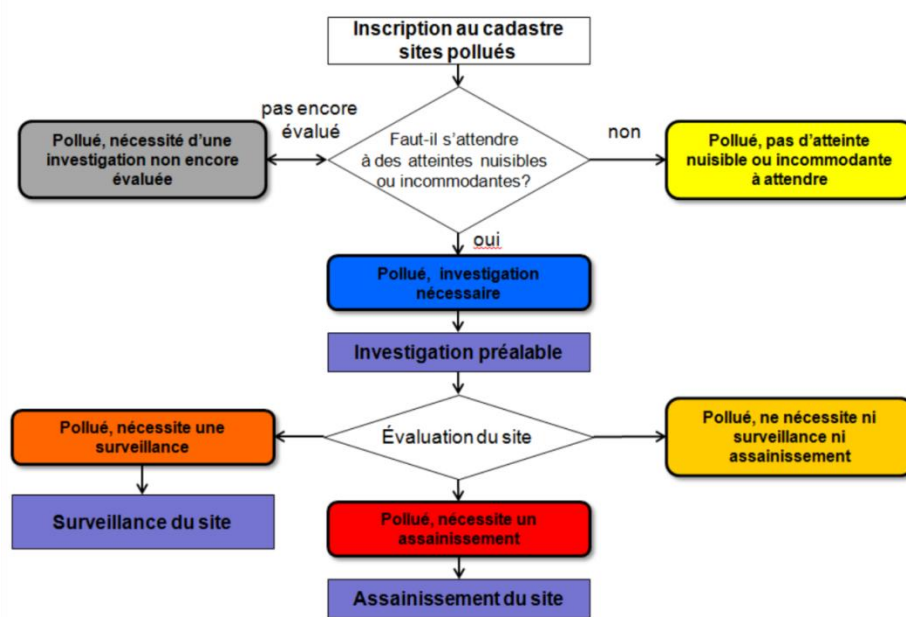 Inscription au cadastre
sites pollués
pas encore
évalué
Pollué, nécessité d'une
investigation non encore
évaluée
Faut-il s'attendre
à des atteintes nuisibles
ou incommodantes?
non
Pollué, pas d'atteinte
nuisible ou incommodante
à attendre
oui
Pollué, investigation
nécessaire
Investigation préalable
Pollué, nécessite une
surveillance
Évaluation du site
Pollué, ne nécessite ni
surveillance ni
assainissement
Surveillance du site
Pollué, nécessite un
assainissement
Assainissement du site